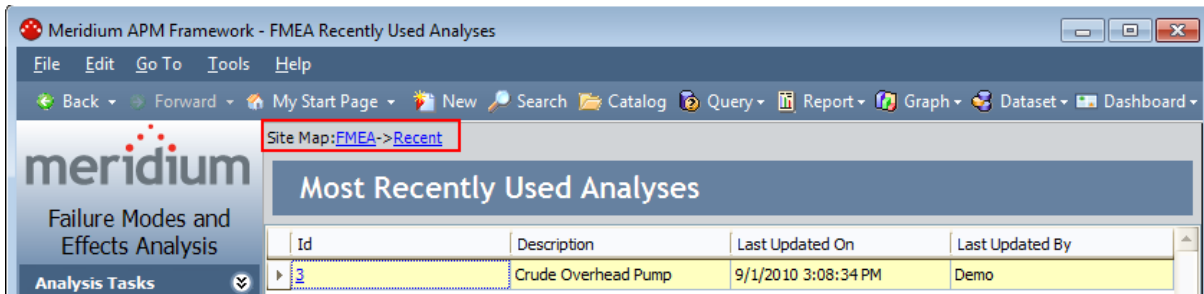 Meridium APM Framework - FMEA Recently Used Analyses
File Edit Go To Tools Help
Back Forward My Start Page New Search Catalog Query Report Graph Dataset Dashboard
Site Map:FMEA->Recent
meridium
Failure Modes and
Effects Analysis
Analysis Tasks
Most Recently Used Analyses
Id Description Last Updated On Last Updated By
3 Crude Overhead Pump 9/1/2010 3:08:34 PM Demo